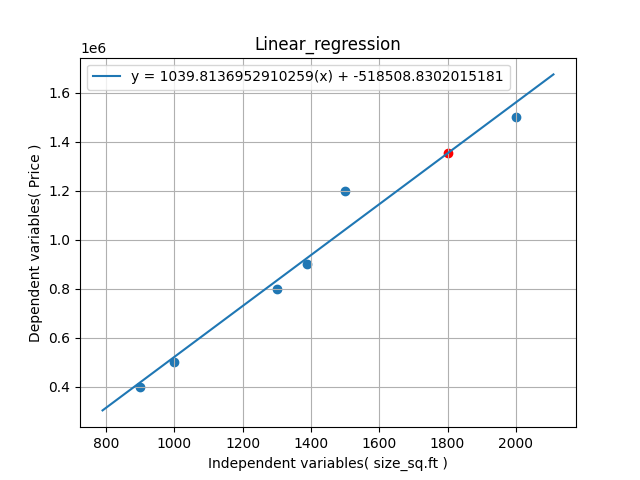 Linear_regression
1e6
y = 1039.8136952910259(x) + -518508.8302015181
1.6
1.4
1.2
1.0
0.8
0.6
0.4
Dependent variables( Price )
800 1000 1200 1400 1600 1800 2000
Independent variables( size_sq.ft )